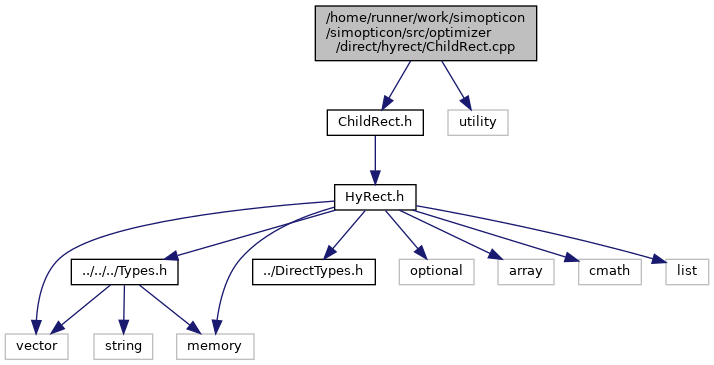 /home/runner/work/simopticon
/simopticon/src/optimizer
/direct/hyrect/ChildRect.cpp
ChildRect.h
utility
HyRect.h
../../../Types.h
../DirectTypes.h
optional
array
cmath
list
vector
string
memory